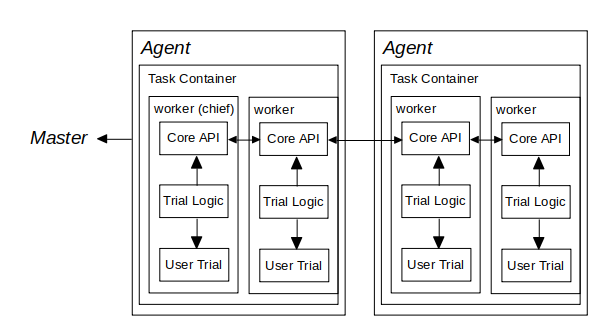 Agent
Agent
Task Container
Task Container
worker (chief)
worker
worker
worker
Master
Core API
Core API
Core API
Core API
Trial Logic
Trial Logic
Trial Logic
Trial Logic
User Trial
User Trial
User Trial
User Trial